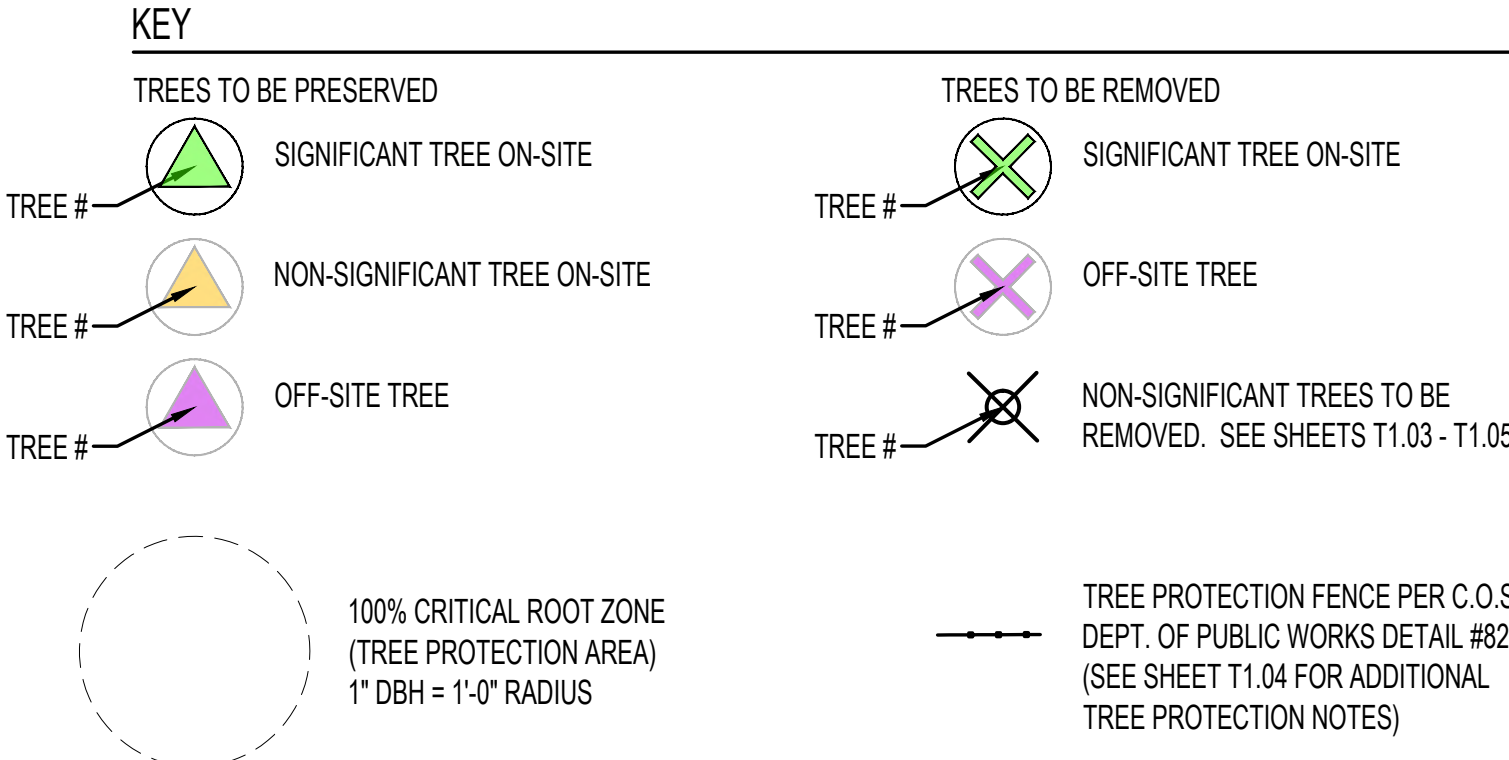 KEY
TREES TO BE PRESERVED
TREE #
SIGNIFICANT TREE ON-SITE
TREE #
NON-SIGNIFICANT TREE ON-SITE
TREE #
OFF-SITE TREE
100% CRITICAL ROOT ZONE
(TREE PROTECTION AREA)
1" DBH = 1'-0" RADIUS
TREES TO BE REMOVED
TREE #
SIGNIFICANT TREE ON-SITE
TREE #
OFF-SITE TREE
TREE #
NON-SIGNIFICANT TREES TO BE
REMOVED. SEE SHEETS T1.03 - T1.05
TREE PROTECTION FENCE PER C.O.S
DEPT. OF PUBLIC WORKS DETAIL #82
(SEE SHEET T1.04 FOR ADDITIONAL
TREE PROTECTION NOTES)